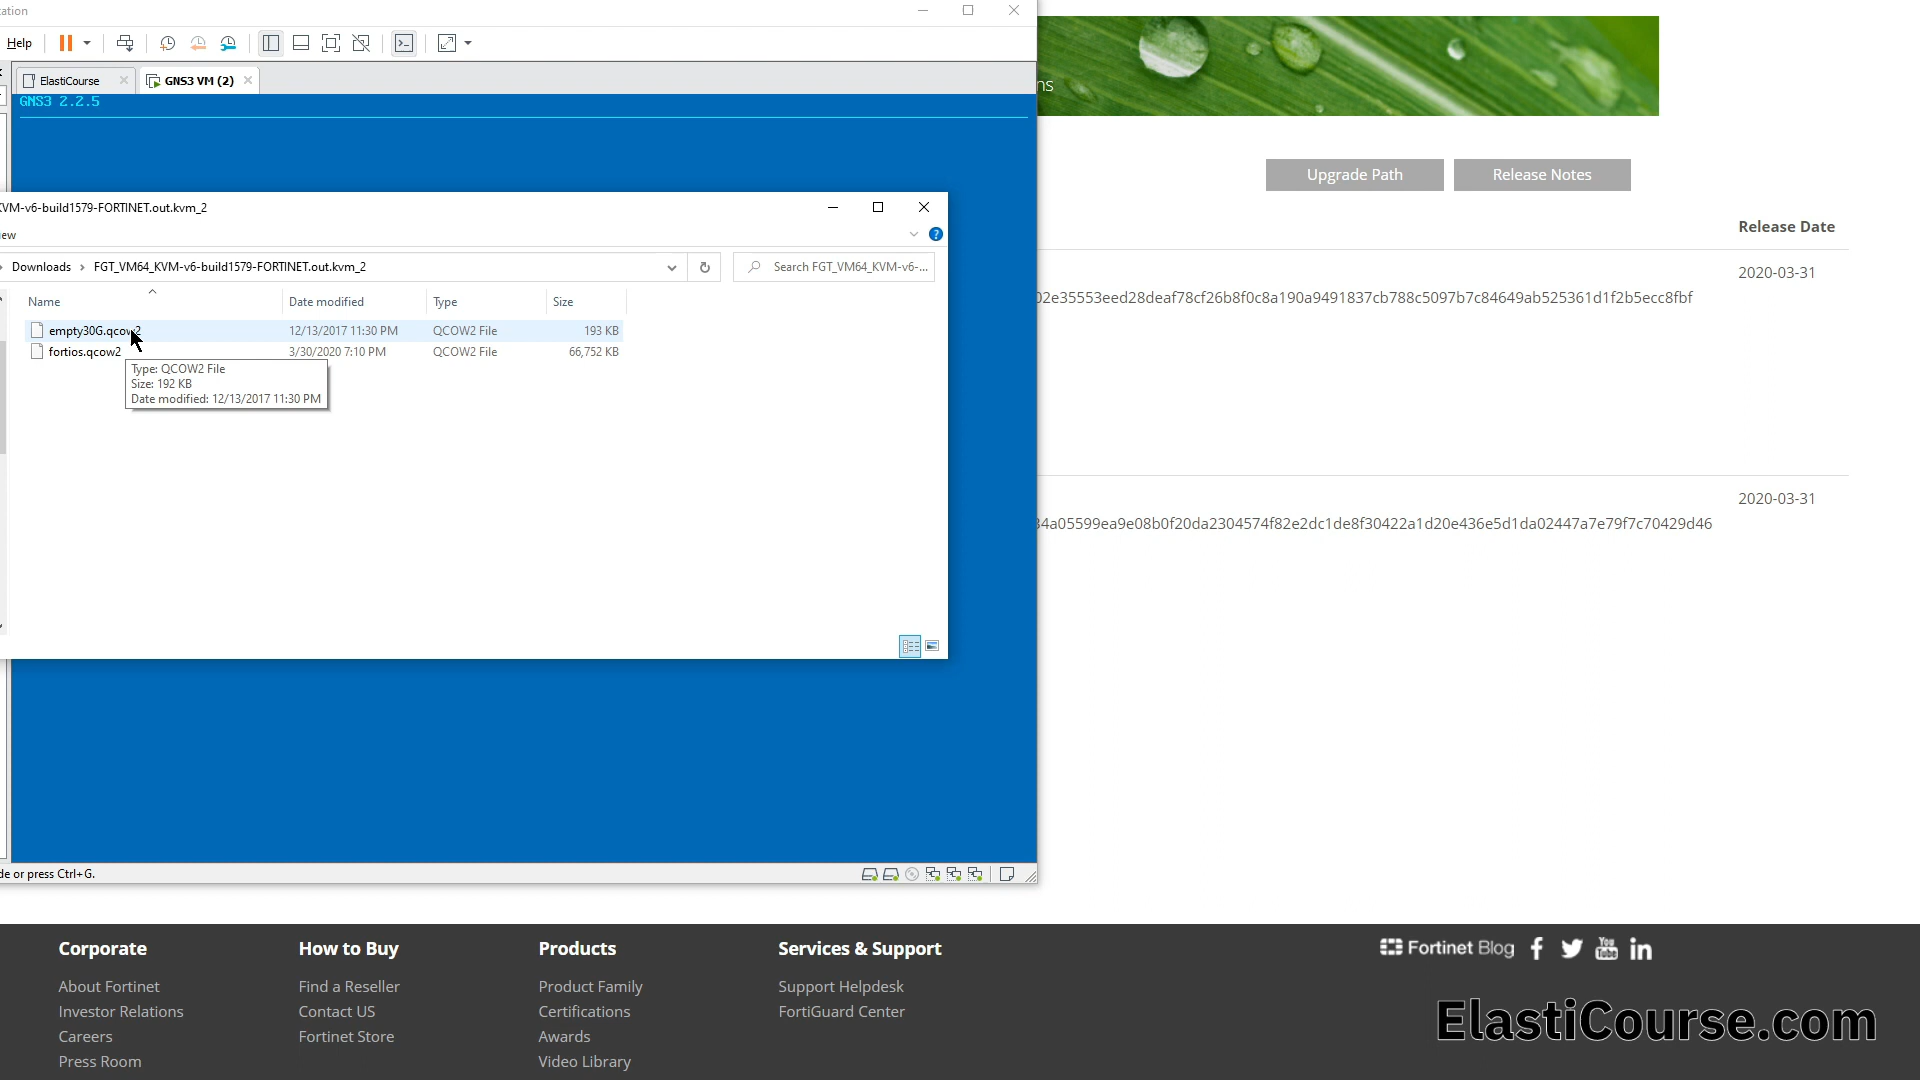 ation
Help
ElastiCourse
GNS3 VM (2)
GNS3 2.2.5
ns
Upgrade Path
Release Notes
KVM-v6-build1579-FORTINET.out.kvm_2
ew
Downloads > FGT_VM64_KVM-v6-build1579-FORTINET.out.kvm_2
Search FGT_VM64_KVM-v6-...
Name Date modified Type Size
empty30G.qcow2 12/13/2017 11:30 PM QCOW2 File 193 KB
fortios.qcow2 3/30/2020 7:10 PM QCOW2 File 66,752 KB
Type: QCOW2 File
Size: 192 KB
Date modified: 12/13/2017 11:30 PM
Release Date
2020-03-31
02e35553eed28deaf78cf26b8f0c8a190a9491837cb788c5097b7c84649ab525361d1f2b5ecc8fbf
2020-03-31
34a05599ea9e08b0f20da2304574f82e2dc1de8f30422a1d20e436e5d1da02447a7e79f7c70429d46
de or press Ctrl+G.
Corporate
About Fortinet
Investor Relations
Careers
Press Room
How to Buy
Find a Reseller
Contact US
Fortinet Store
Products
Product Family
Certifications
Awards
Video Library
Services & Support
Support Helpdesk
FortiGuard Center
Fortinet Blog
You Tube
ElastiCourse.com